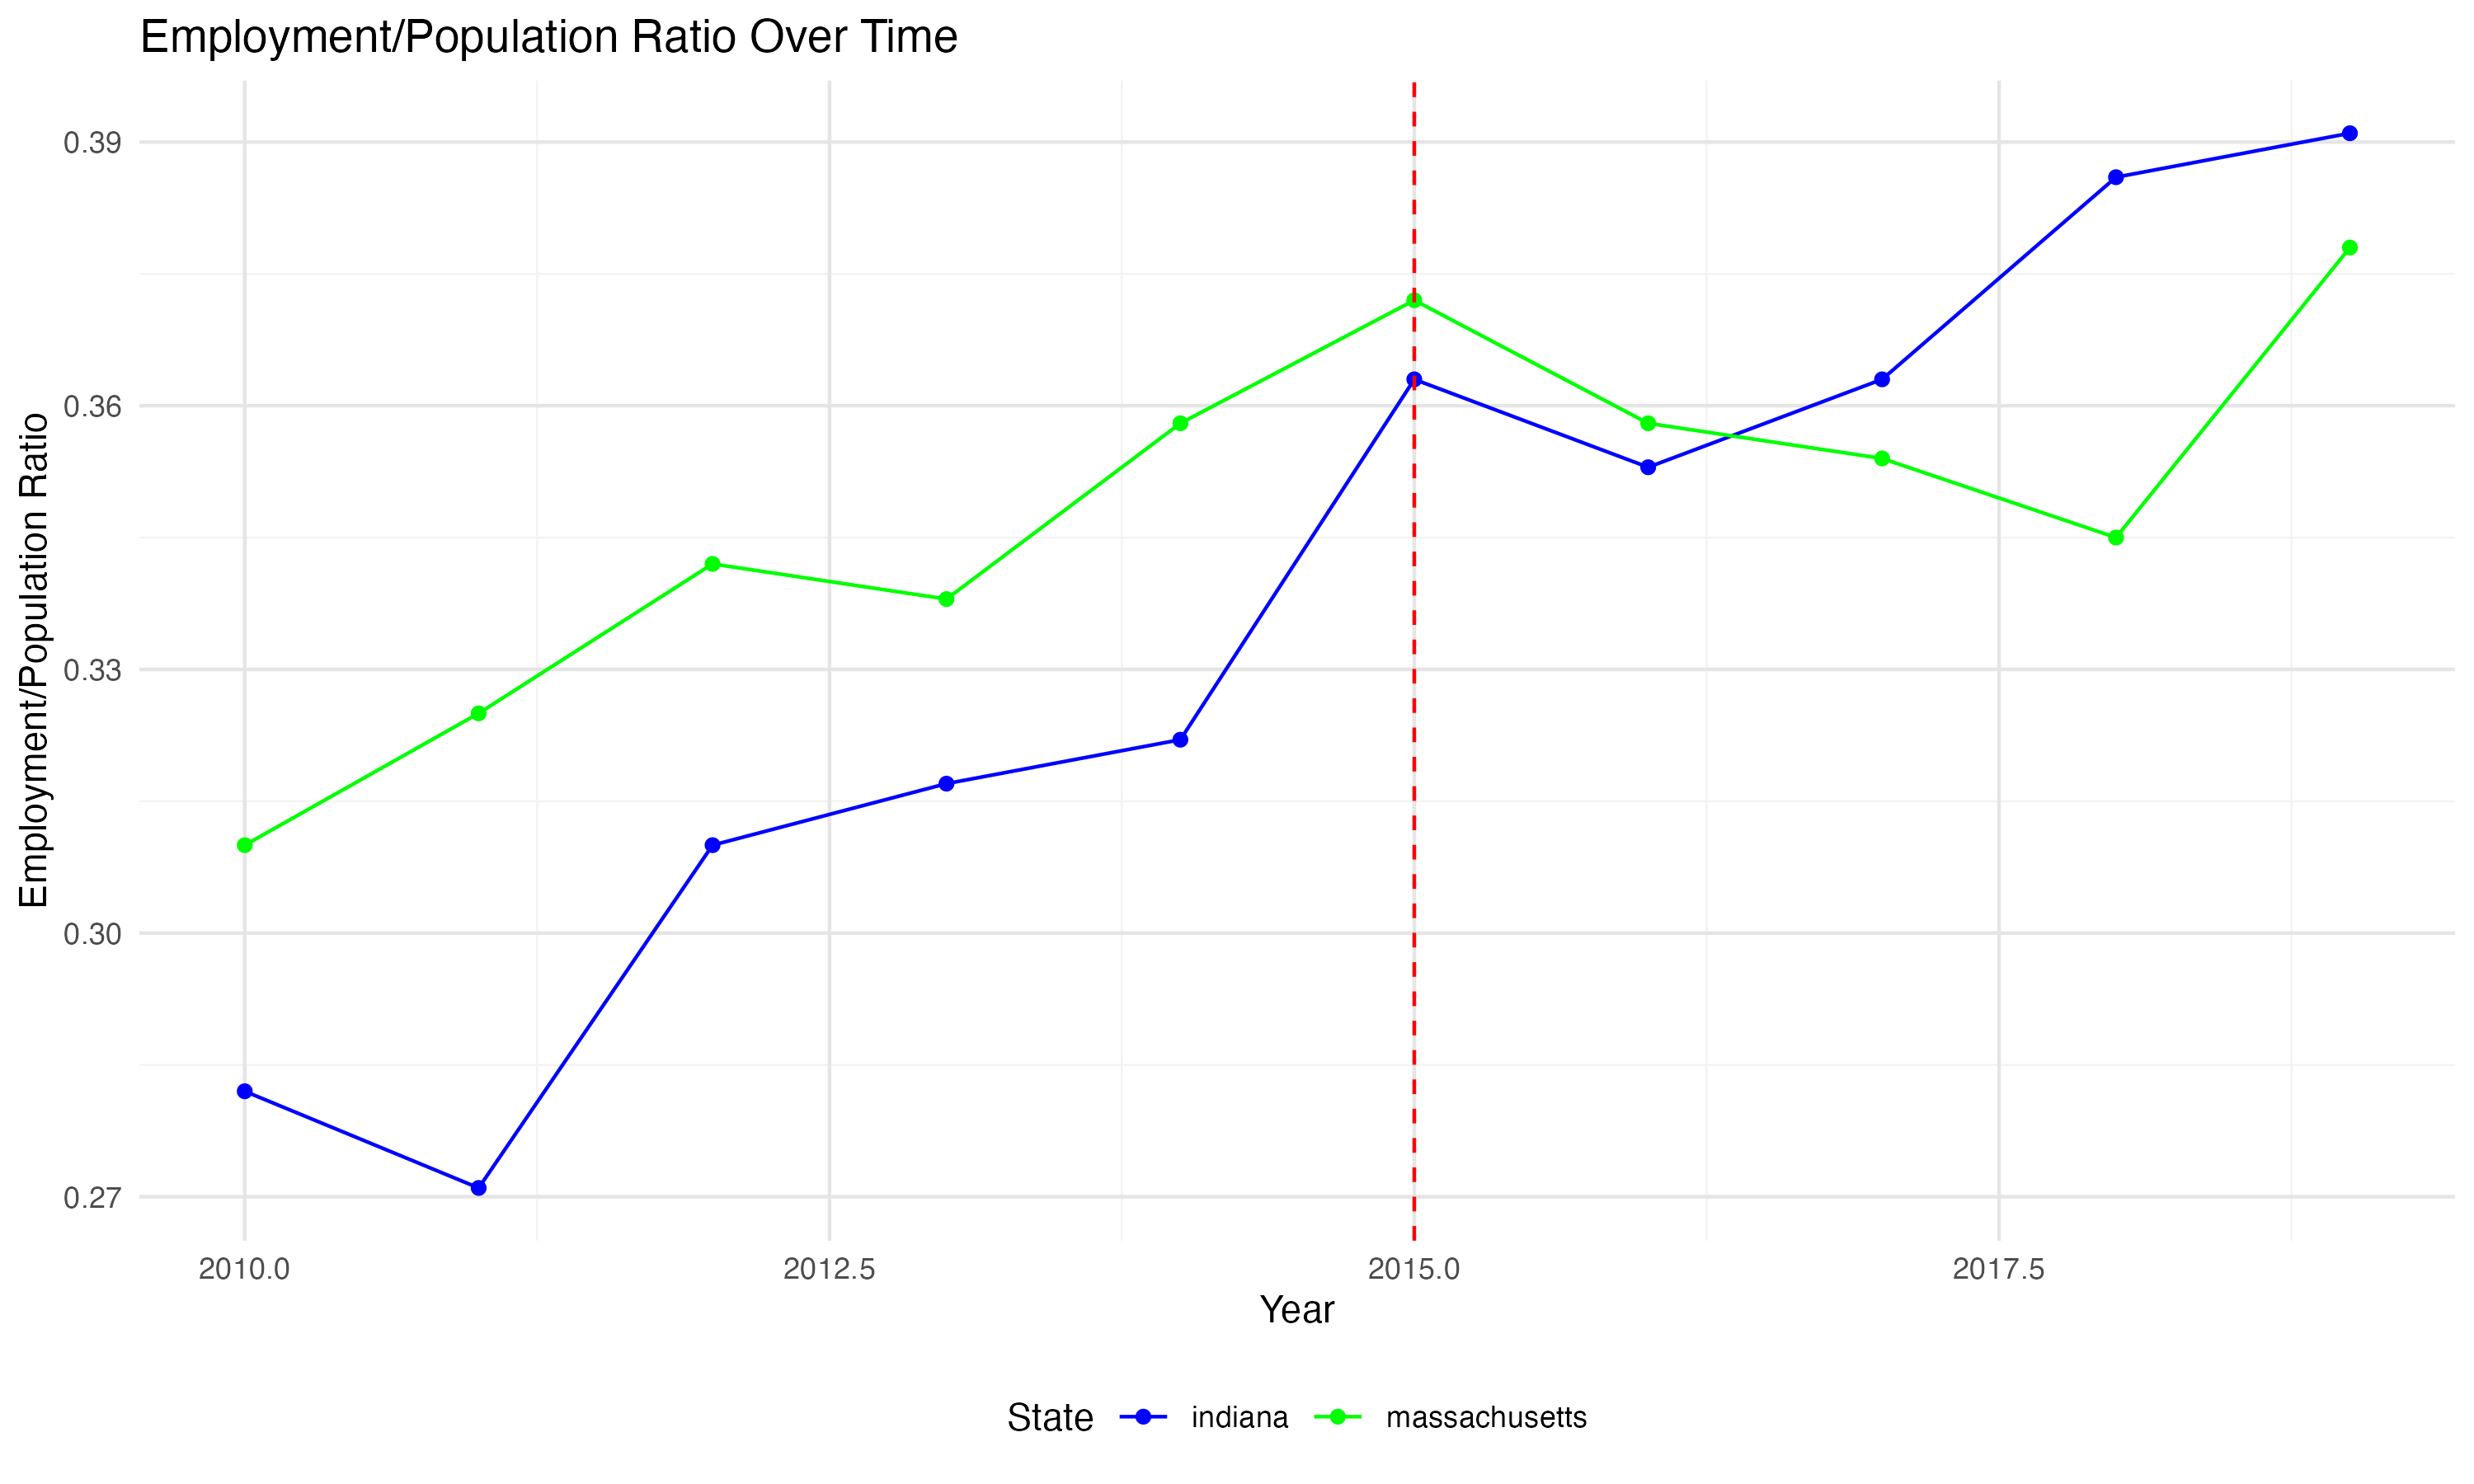 Employment/Population Ratio Over Time
Employment/Population Ratio
0.39
0.36
0.33
0.30
0.27
2010.0 2012.5 2015.0 2017.5
Year
State indiana massachusetts